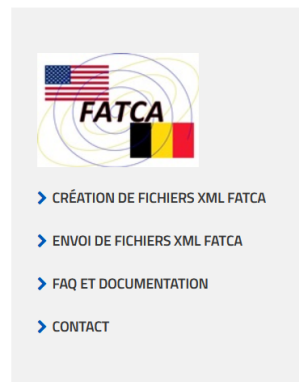 FATCA
CRÉATION DE FICHIERS XML FATCA
ENVOI DE FICHIERS XML FATCA
FAQ ET DOCUMENTATION
CONTACT